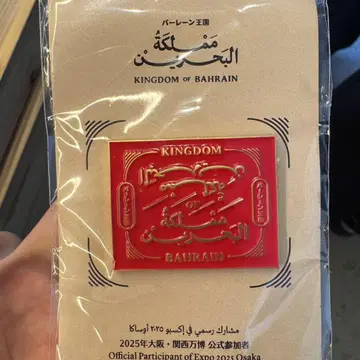 バーレーン王国
مملكة
البحرين
KINGDOM OF BAHRAIN
KINGDOM
OF
مملكة
البحرين
BAHRAIN
مشارك رسمي في إكسبو ٢٠٢٥ أوساكا
2025年大阪・関西万博 公式参加者
Official Participant of Expo 2025 Osaka